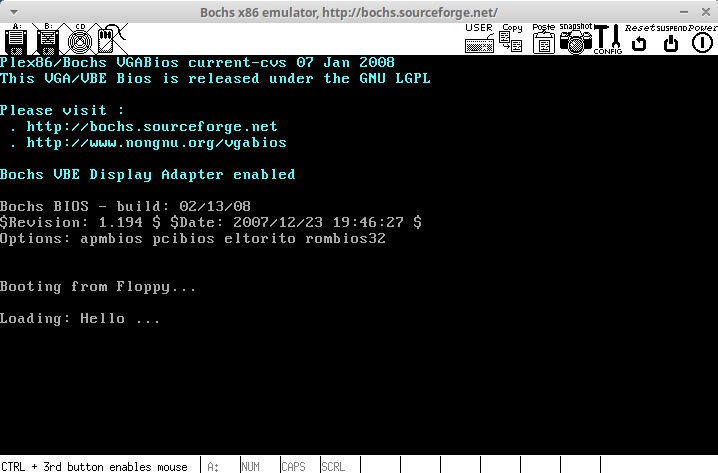 Bochs x86 emulator, http://bochs.sourceforge.net/
A: B: CD USER Copy Paste snapshot CONFIG Reset SUSPEND Power
Plex86/Bochs VGABios current-cvs 07 Jan 2008
This VGA/VBE Bios is released under the GNU LGPL
Please visit :
. http://bochs.sourceforge.net
. http://www.nongnu.org/vgabios
Bochs VBE Display Adapter enabled
Bochs BIOS - build: 02/13/08
$Revision: 1.194 $ $Date: 2007/12/23 19:46:27 $
Options: apmbios pcibios eltorito rombios32
Booting from Floppy...
Loading: Hello ...
CTRL + 3rd button enables mouse A: NUM CAPS SCRL